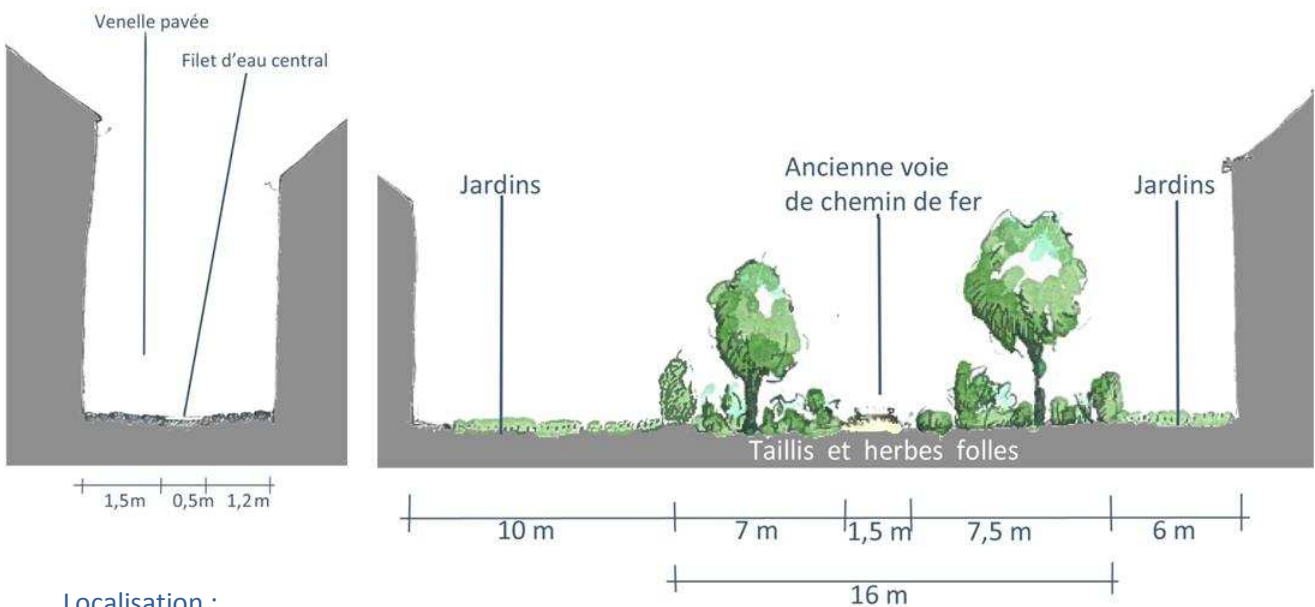 Venelle pavée
Filet d'eau central
1,5m 0,5m 1,2m
Jardins
Ancienne voie
de chemin de fer
Jardins
Taillis et herbes folles
10 m 7 m 1,5 m 7,5 m 6 m
16 m
Localisation :